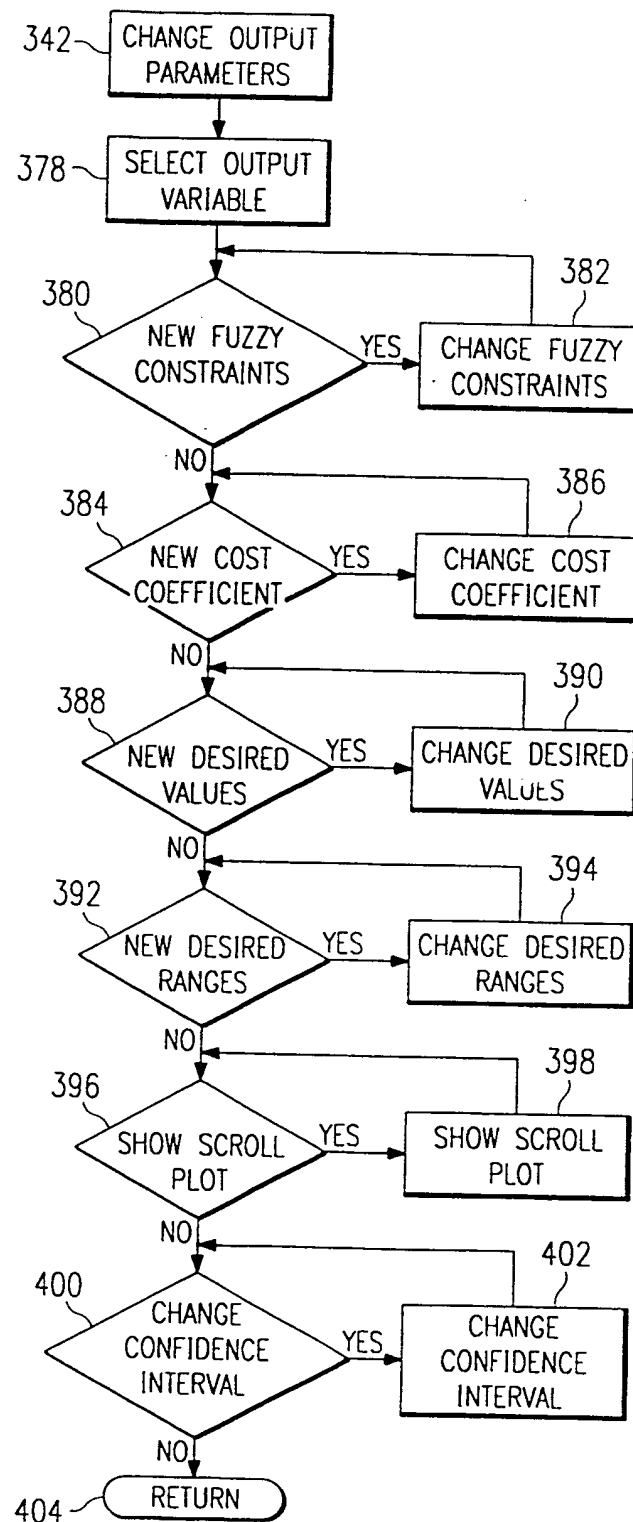 342
CHANGE OUTPUT
PARAMETERS
378
SELECT OUTPUT
VARIABLE
380
NEW FUZZY
CONSTRAINTS
YES
382
CHANGE FUZZY
CONSTRAINTS
NO
384
NEW COST
COEFFICIENT
YES
386
CHANGE COST
COEFFICIENT
NO
388
NEW DESIRED
VALUES
YES
390
CHANGE DESIRED
VALUES
NO
392
NEW DESIRED
RANGES
YES
394
CHANGE DESIRED
RANGES
NO
396
SHOW SCROLL
PLOT
YES
398
SHOW SCROLL
PLOT
NO
400
CHANGE
CONFIDENCE
INTERVAL
YES
402
CHANGE
CONFIDENCE
INTERVAL
NO
404
RETURN